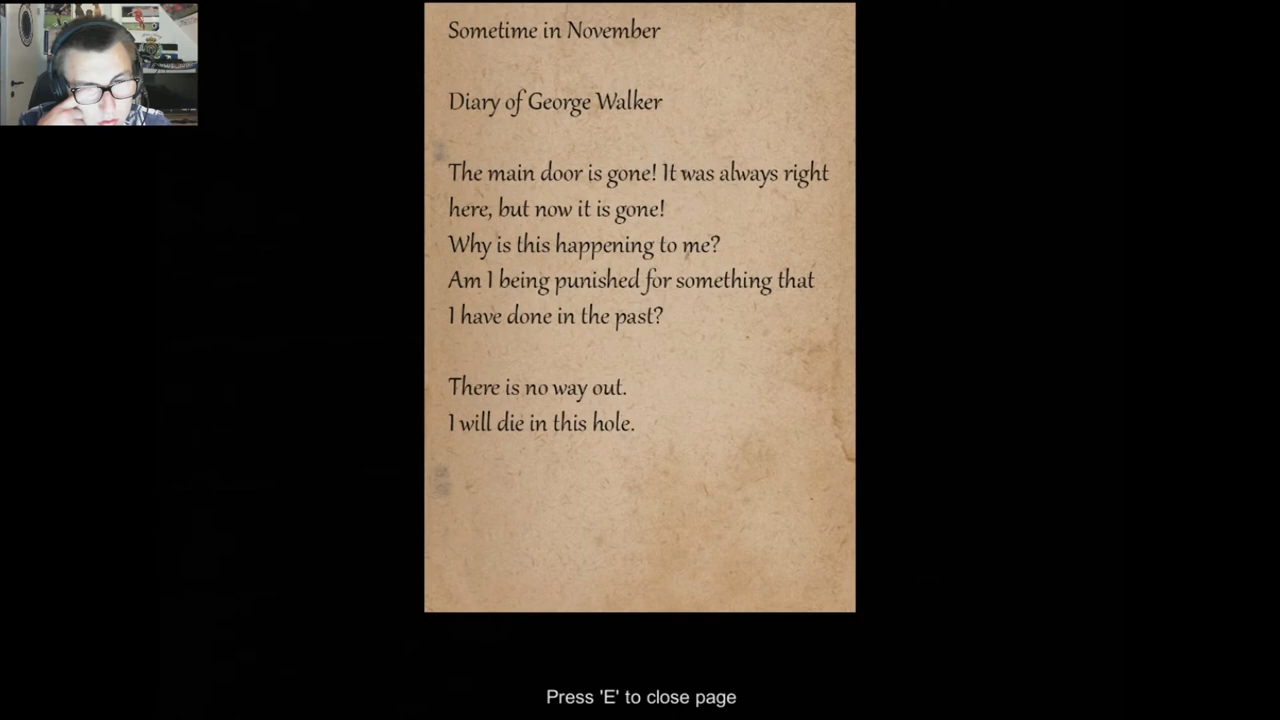 Sometime in November
Diary of George Walker
The main door is gone! It was always right
here, but now it is gone!
Why is this happening to me?
Am I being punished for something that
I have done in the past?
There is no way out.
I will die in this hole.
Press 'E' to close page